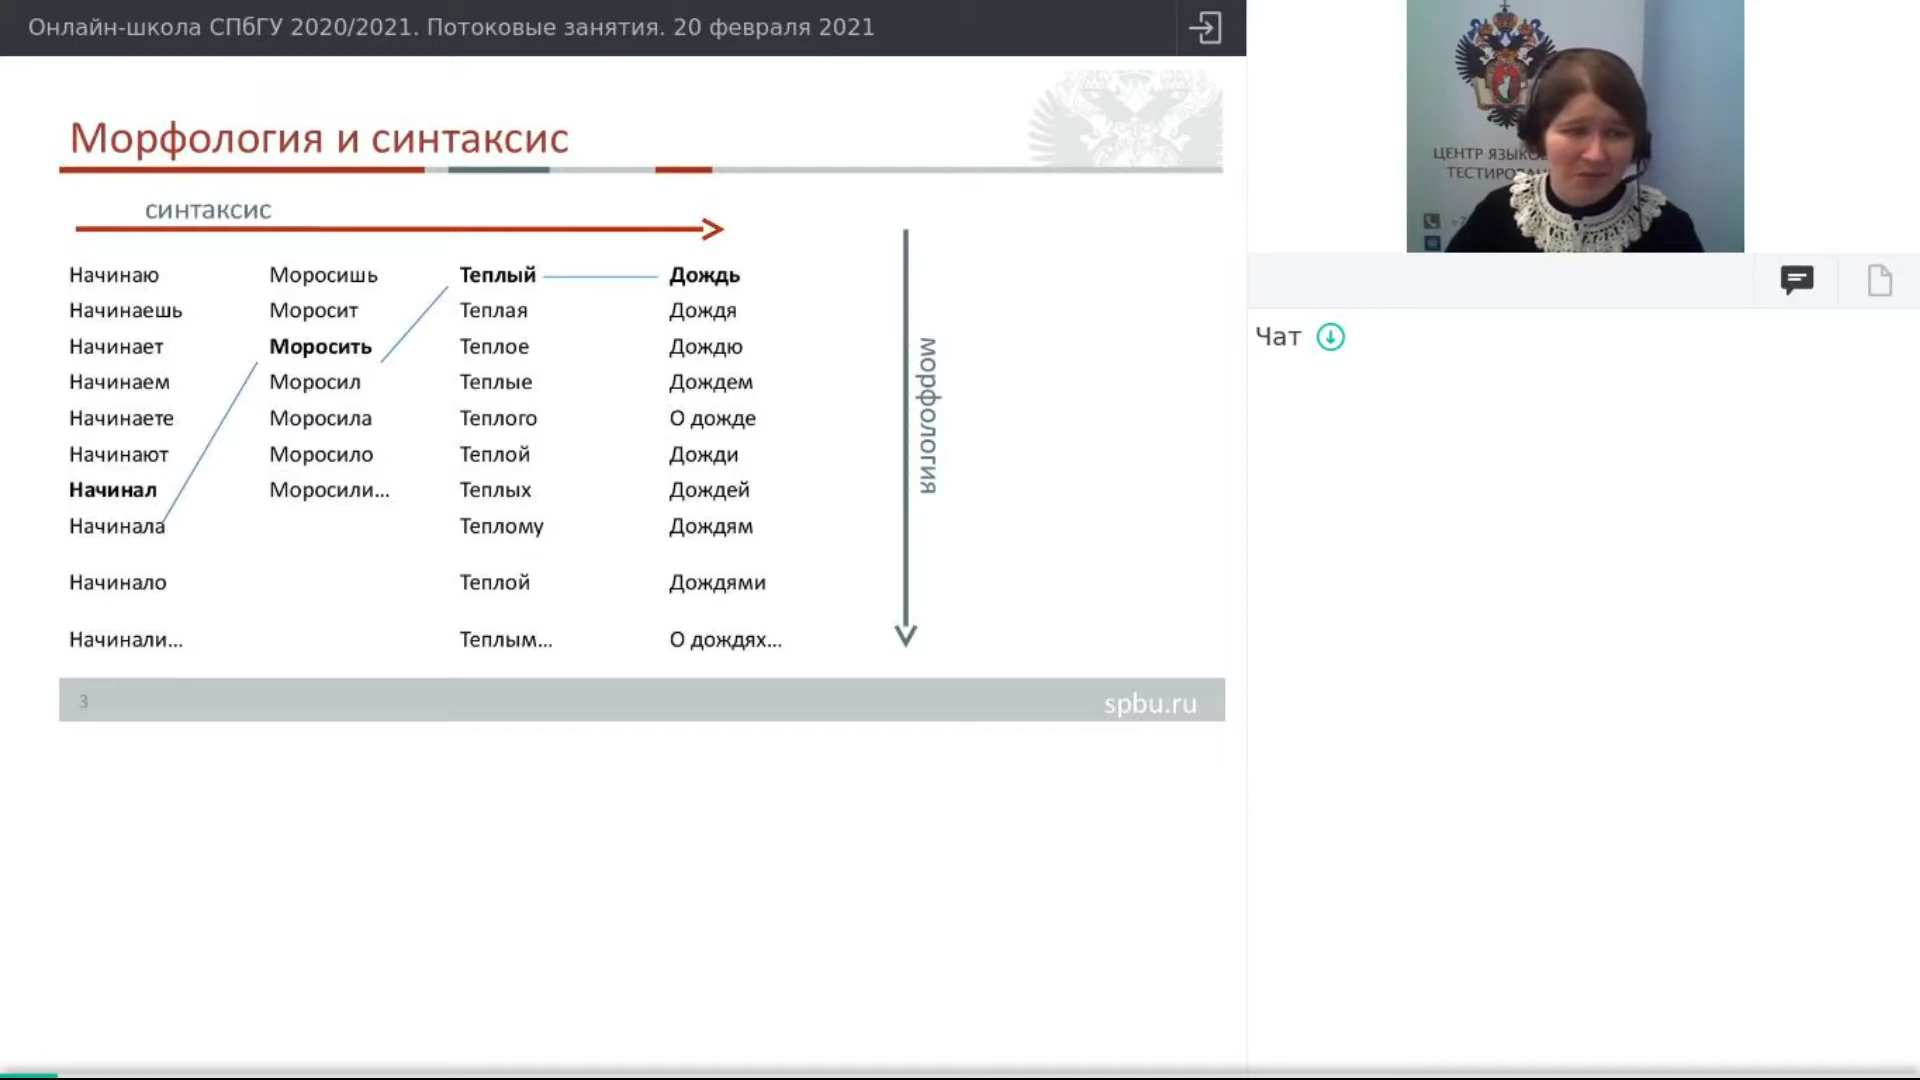 Онлайн-школа СПбГУ 2020/2021. Потоковые занятия. 20 февраля 2021
Морфология и синтаксис
синтаксис
Начинаю Моросишь Теплый Дождь
Начинаешь Моросит Теплая Дождя
Начинает Моросить Теплое Дождю
Начинаем Моросил Теплые Дождем
Начинаете Моросила Теплого О дожде
Начинают Моросило Теплой Дожди
Начинал Моросили... Теплых Дождей
Начинала Теплому Дождям
Начинало Теплой Дождями
Начинали... Теплым... О дождях...
морфология
3
spbu.ru
ЦЕНТР
Чат